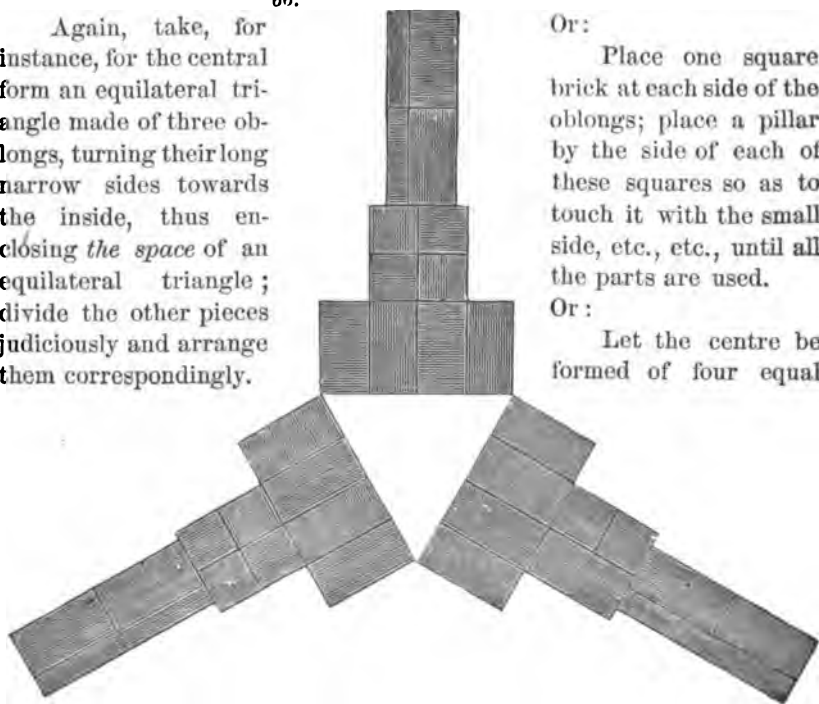 Again, take, for
instance, for the central
form an equilateral tri-
angle made of three ob-
longs, turning their long
narrow sides towards
the inside, thus en-
closing the space of an
equilateral triangle;
divide the other pieces
judiciously and arrange
them correspondingly.
Or:
Place one square
brick at each side of the
oblongs; place a pillar
by the side of each of
these squares so as to
touch it with the small
side, etc., etc., until all
the parts are used.
Or:
Let the centre be
formed of four equal